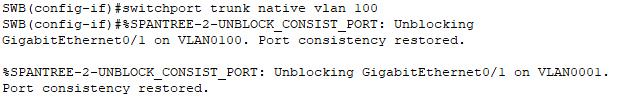 SWB(config-if)#switchport trunk native vlan 100
SWB(config-if)#%SPANTREE-2-UNBLOCK_CONSIST_PORT: Unblocking
GigabitEthernet0/1 on VLAN0100. Port consistency restored.

%SPANTREE-2-UNBLOCK_CONSIST_PORT: Unblocking GigabitEthernet0/1 on VLAN0001.
Port consistency restored.